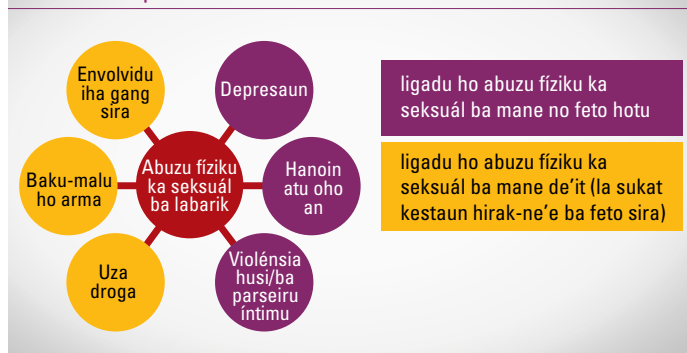 Envolvidu
iha gang
sira
Depresaun
Baku-malu
ho arma
Abuzu fíziku
ka seksuál
ba labarik
Hanoin
atu oho
an
Uza
droga
Violénsia
husi/ba
parseiru
íntimu
ligadu ho abuzu fíziku ka
seksuál ba mane no feto hotu
ligadu ho abuzu fíziku ka
seksuál ba mane de'it (la sukat
kestaun hirak-ne'e ba feto sira)